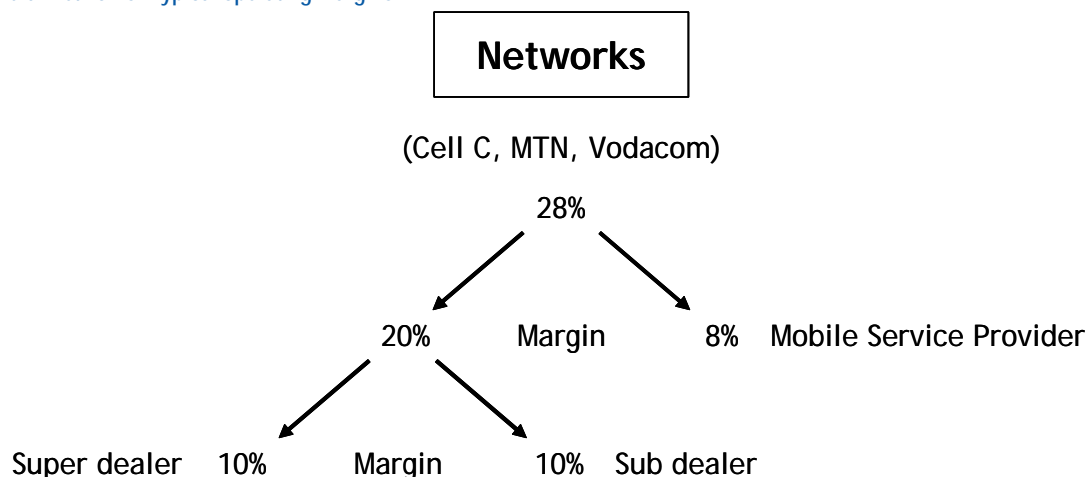 Networks
(Cell C, MTN, Vodacom)
28%
20% Margin 8% Mobile Service Provider
Super dealer 10% Margin 10% Sub dealer